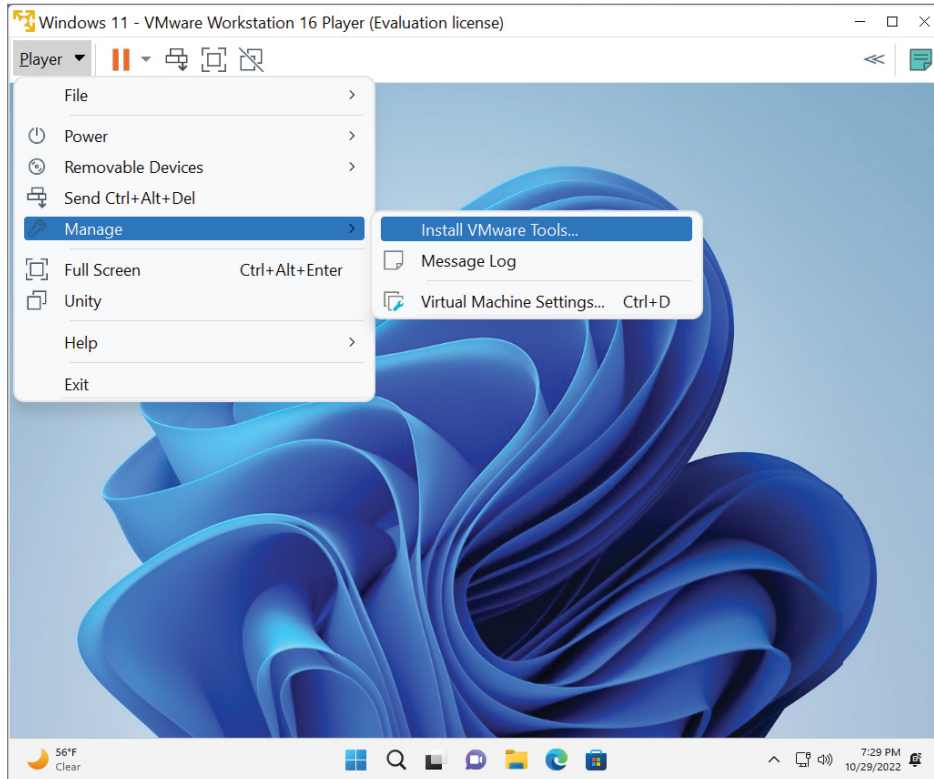 Windows 11 - VMware Workstation 16 Player (Evaluation license)
Player
File
Power
Removable Devices
Send Ctrl+Alt+Del
Manage
Install VMware Tools...
Message Log
Full Screen Ctrl+Alt+Enter
Unity
Virtual Machine Settings... Ctrl+D
Help
Exit
56°F
Clear
7:29 PM
10/29/2022